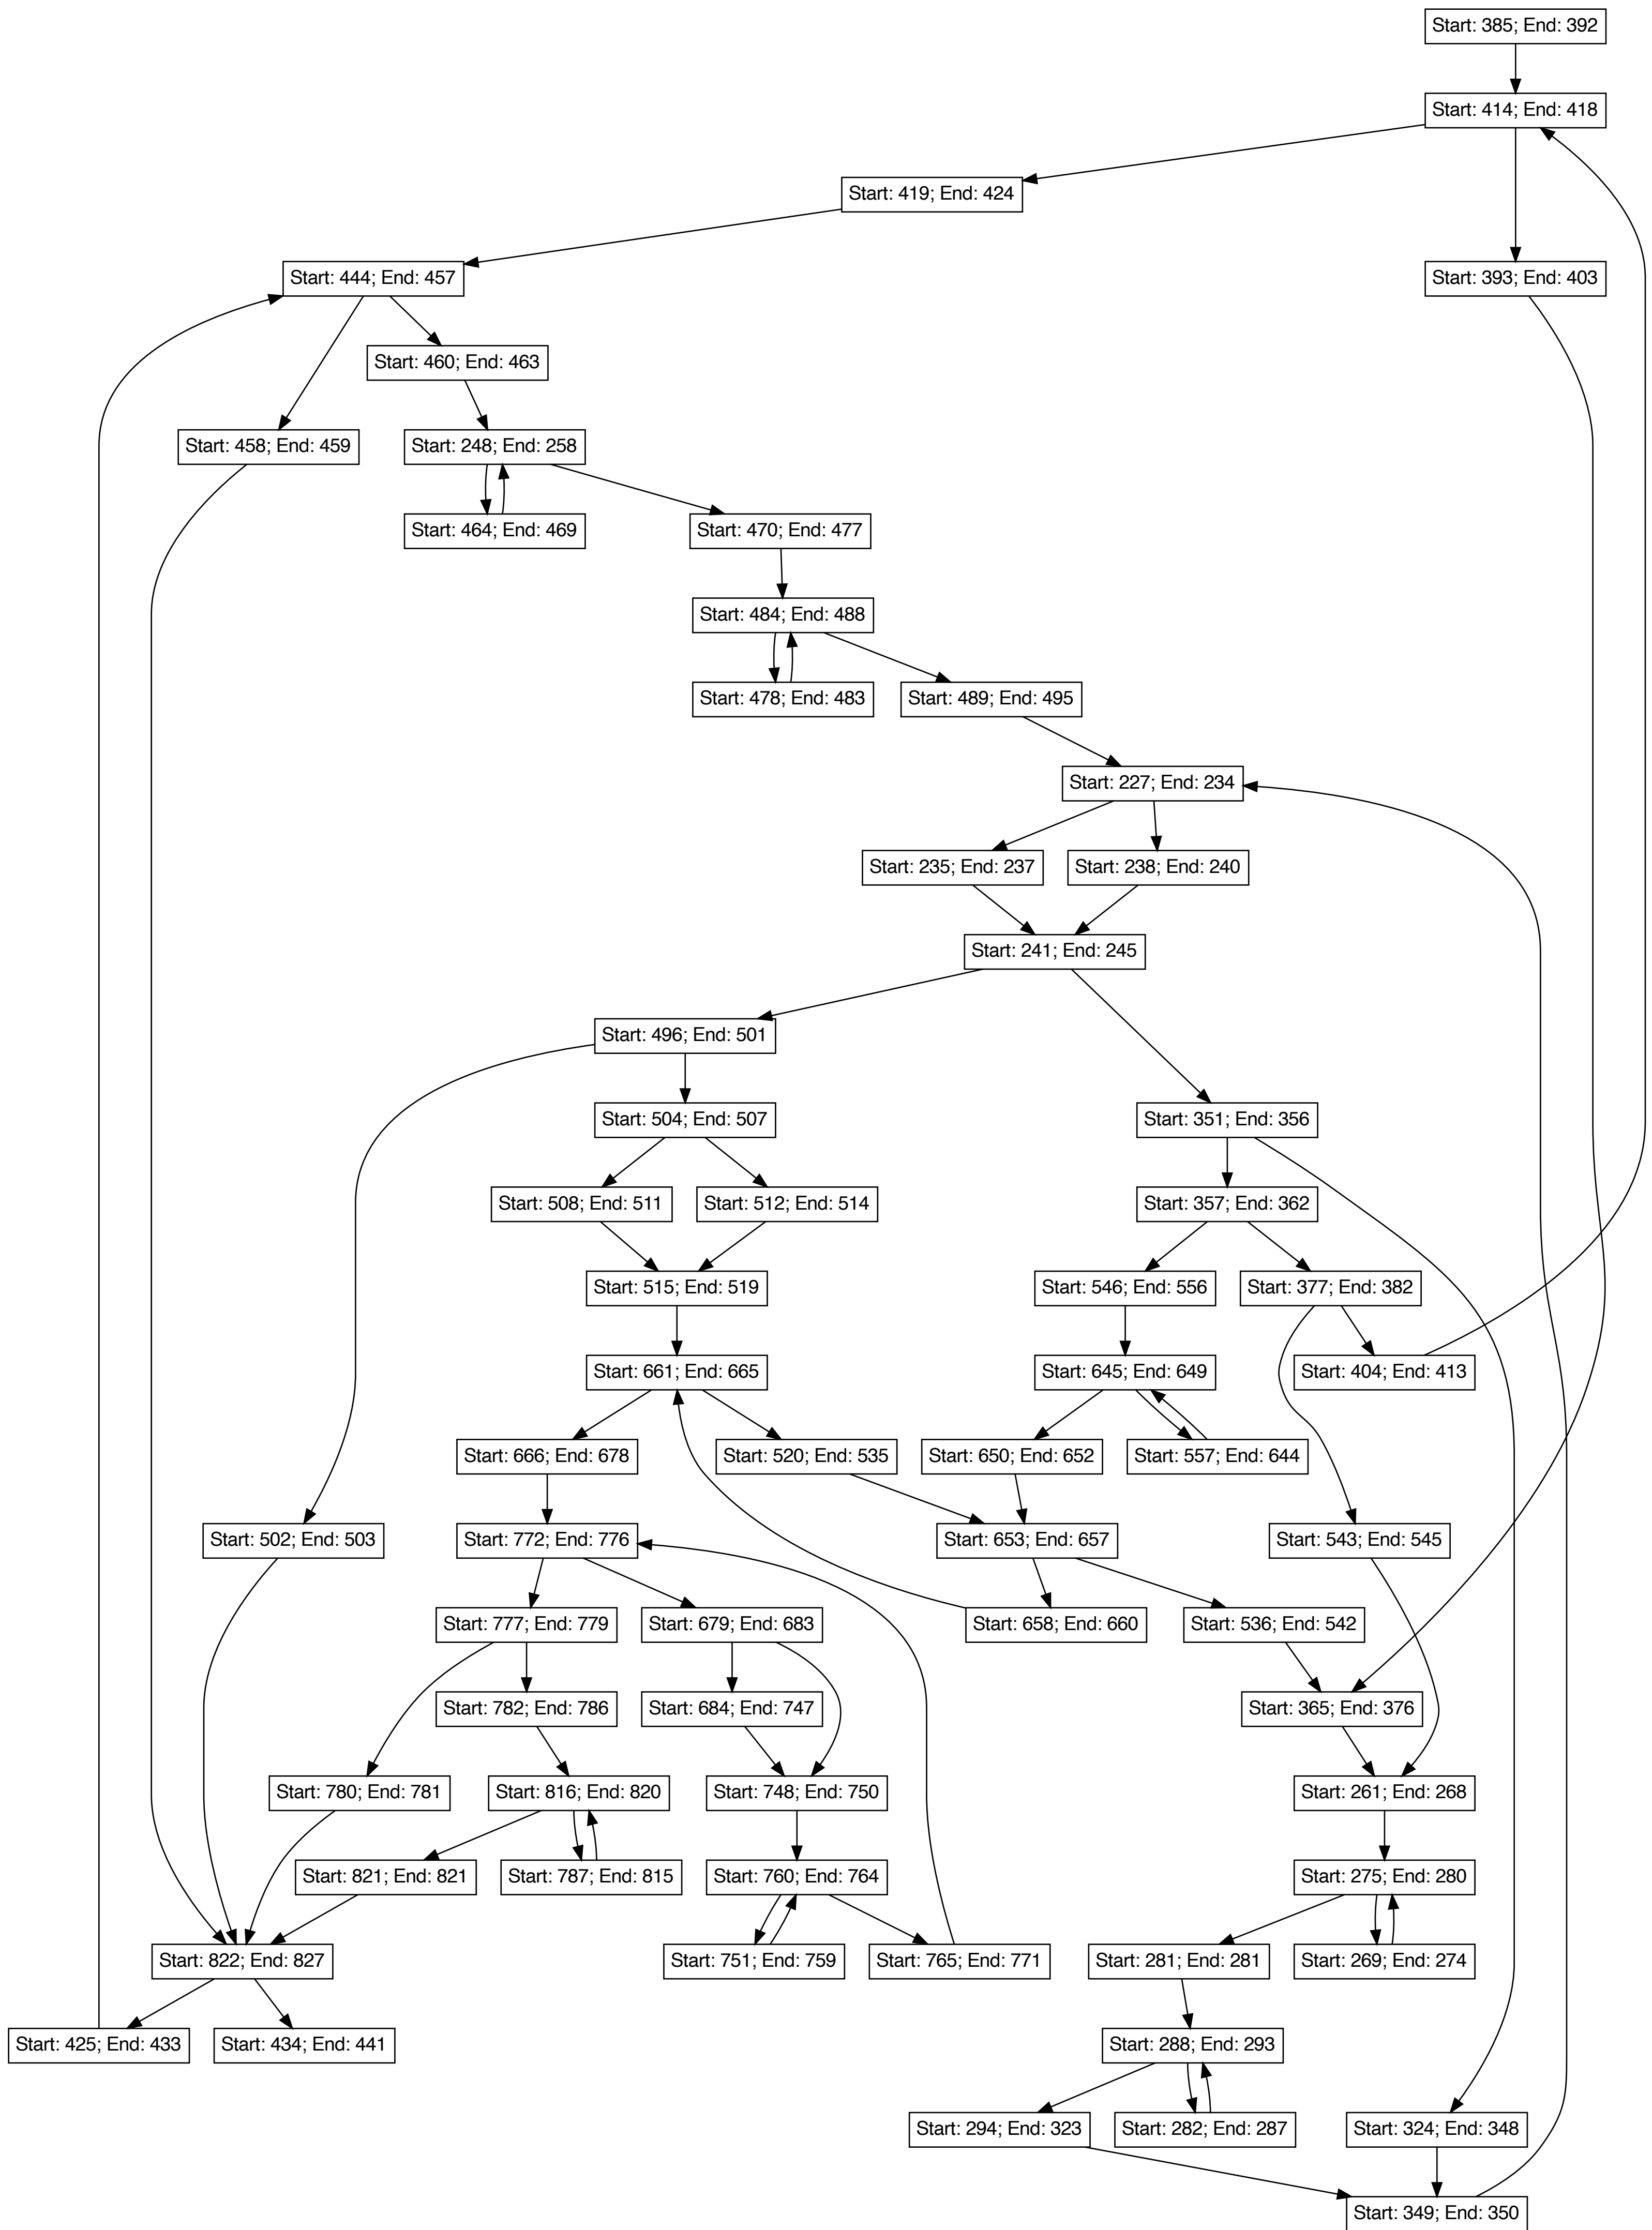 Start: 385; End: 392
Start: 414; End: 418
Start: 419; End: 424
Start: 444; End: 457
Start: 393; End: 403
Start: 460; End: 463
Start: 458; End: 459
Start: 248; End: 258
Start: 464; End: 469
Start: 470; End: 477
Start: 484; End: 488
Start: 478; End: 483
Start: 489; End: 495
Start: 227; End: 234
Start: 235; End: 237
Start: 238; End: 240
Start: 241; End: 245
Start: 496; End: 501
Start: 504; End: 507
Start: 351; End: 356
Start: 508; End: 511
Start: 512; End: 514
Start: 357; End: 362
Start: 515; End: 519
Start: 546; End: 556
Start: 377; End: 382
Start: 661; End: 665
Start: 645; End: 649
Start: 404; End: 413
Start: 666; End: 678
Start: 520; End: 535
Start: 650; End: 652
Start: 557; End: 644
Start: 502; End: 503
Start: 772; End: 776
Start: 653; End: 657
Start: 543; End: 545
Start: 777; End: 779
Start: 679; End: 683
Start: 658; End: 660
Start: 536; End: 542
Start: 782; End: 786
Start: 684; End: 747
Start: 365; End: 376
Start: 780; End: 781
Start: 816; End: 820
Start: 748; End: 750
Start: 261; End: 268
Start: 821; End: 821
Start: 787; End: 815
Start: 760; End: 764
Start: 275; End: 280
Start: 822; End: 827
Start: 751; End: 759
Start: 765; End: 771
Start: 281; End: 281
Start: 269; End: 274
Start: 425; End: 433
Start: 434; End: 441
Start: 288; End: 293
Start: 294; End: 323
Start: 282; End: 287
Start: 324; End: 348
Start: 349; End: 350